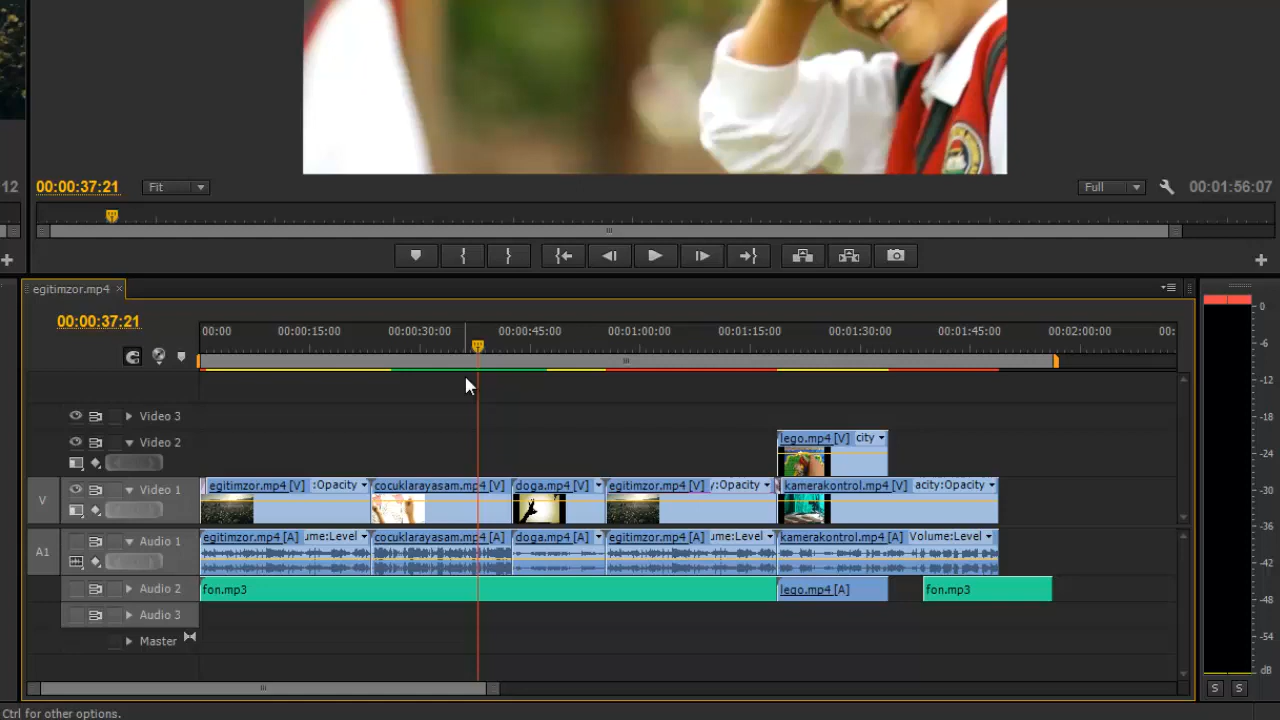 12
00:00:37:21
Fit
Full
00:01:56:07
egitimzor.mp4 ×
00:00:37:21
00:00 00:00:15:00 00:00:30:00 00:00:45:00 00:01:00:00 00:01:15:00 00:01:30:00 00:01:45:00 00:02:00:00 00:
Video 3
Video 2
lego.mp4 [V] city
V
Video 1
egitimzor.mp4 [V] :Opacity
cocuklarayasam.mp4 [V]
doga.mp4 [V]
egitimzor.mp4 [V] y:Opacity
kamerakontrol.mp4 [V] acity:Opacity
A1
Audio 1
egitimzor.mp4 [A] ume:Level
cocuklarayasam.mp4 [A]
doga.mp4 [A]
egitimzor.mp4 [A] ume:Level
kamerakontrol.mp4 [A] Volume:Level
Audio 2
fon.mp3
lego.mp4 [A]
fon.mp3
Audio 3
Master
0
-6
-12
-18
-24
-30
-36
-42
-48
-54
dB
S S
Ctrl for other options.